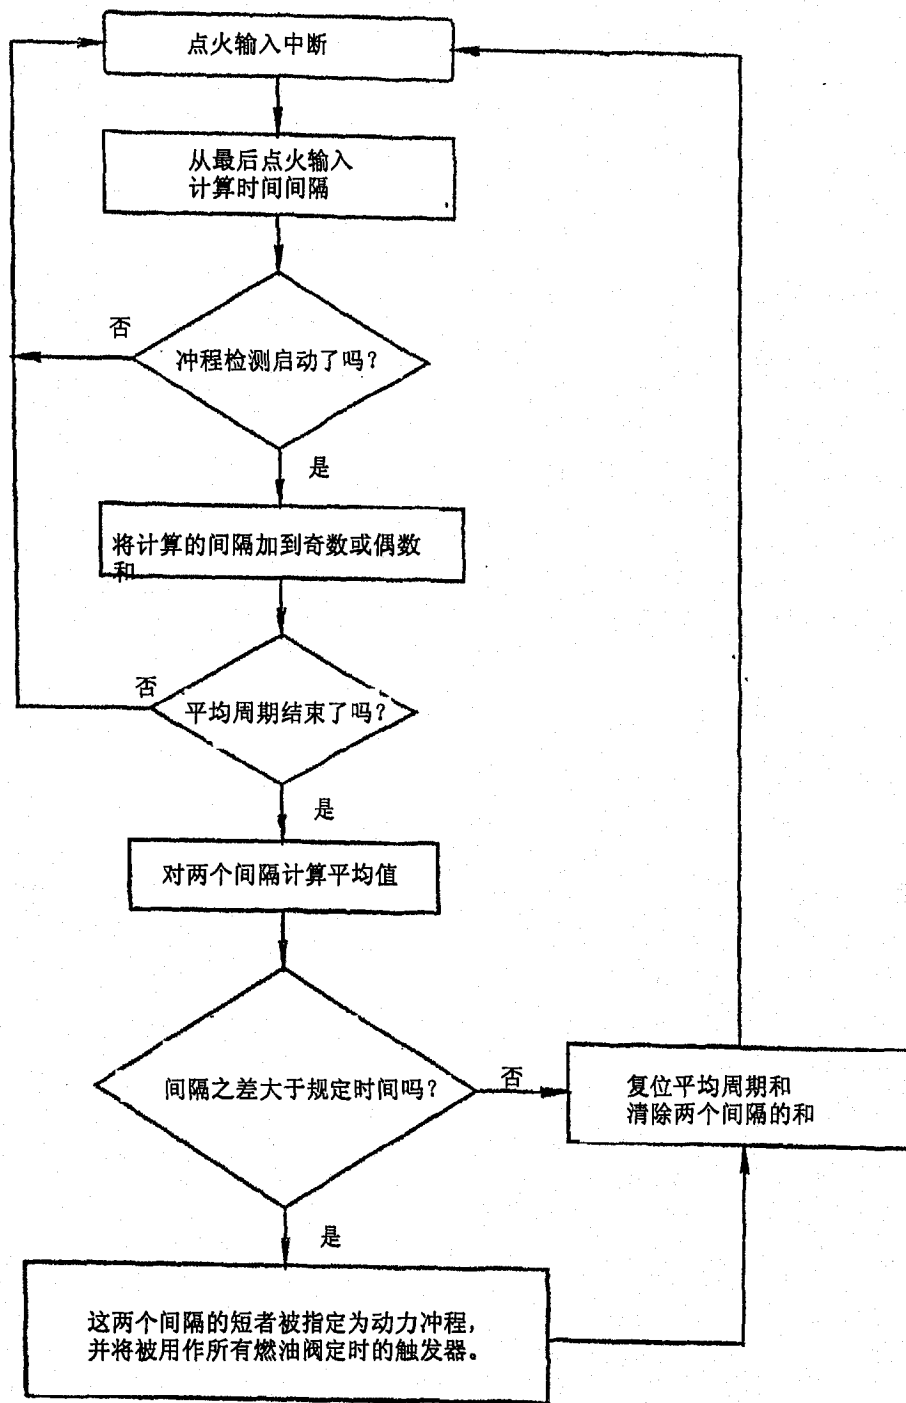 点火输入中断
从最后点火输入
计算时间间隔
否
冲程检测启动了吗？
是
将计算的间隔加到奇数或偶数
和
否
平均周期结束了吗？
是
对两个间隔计算平均值
间隔之差大于规定时间吗？
否
复位平均周期和
清除两个间隔的和
是
这两个间隔的短者被指定为动力冲程，
并将被用作所有燃油阀定时的触发器。